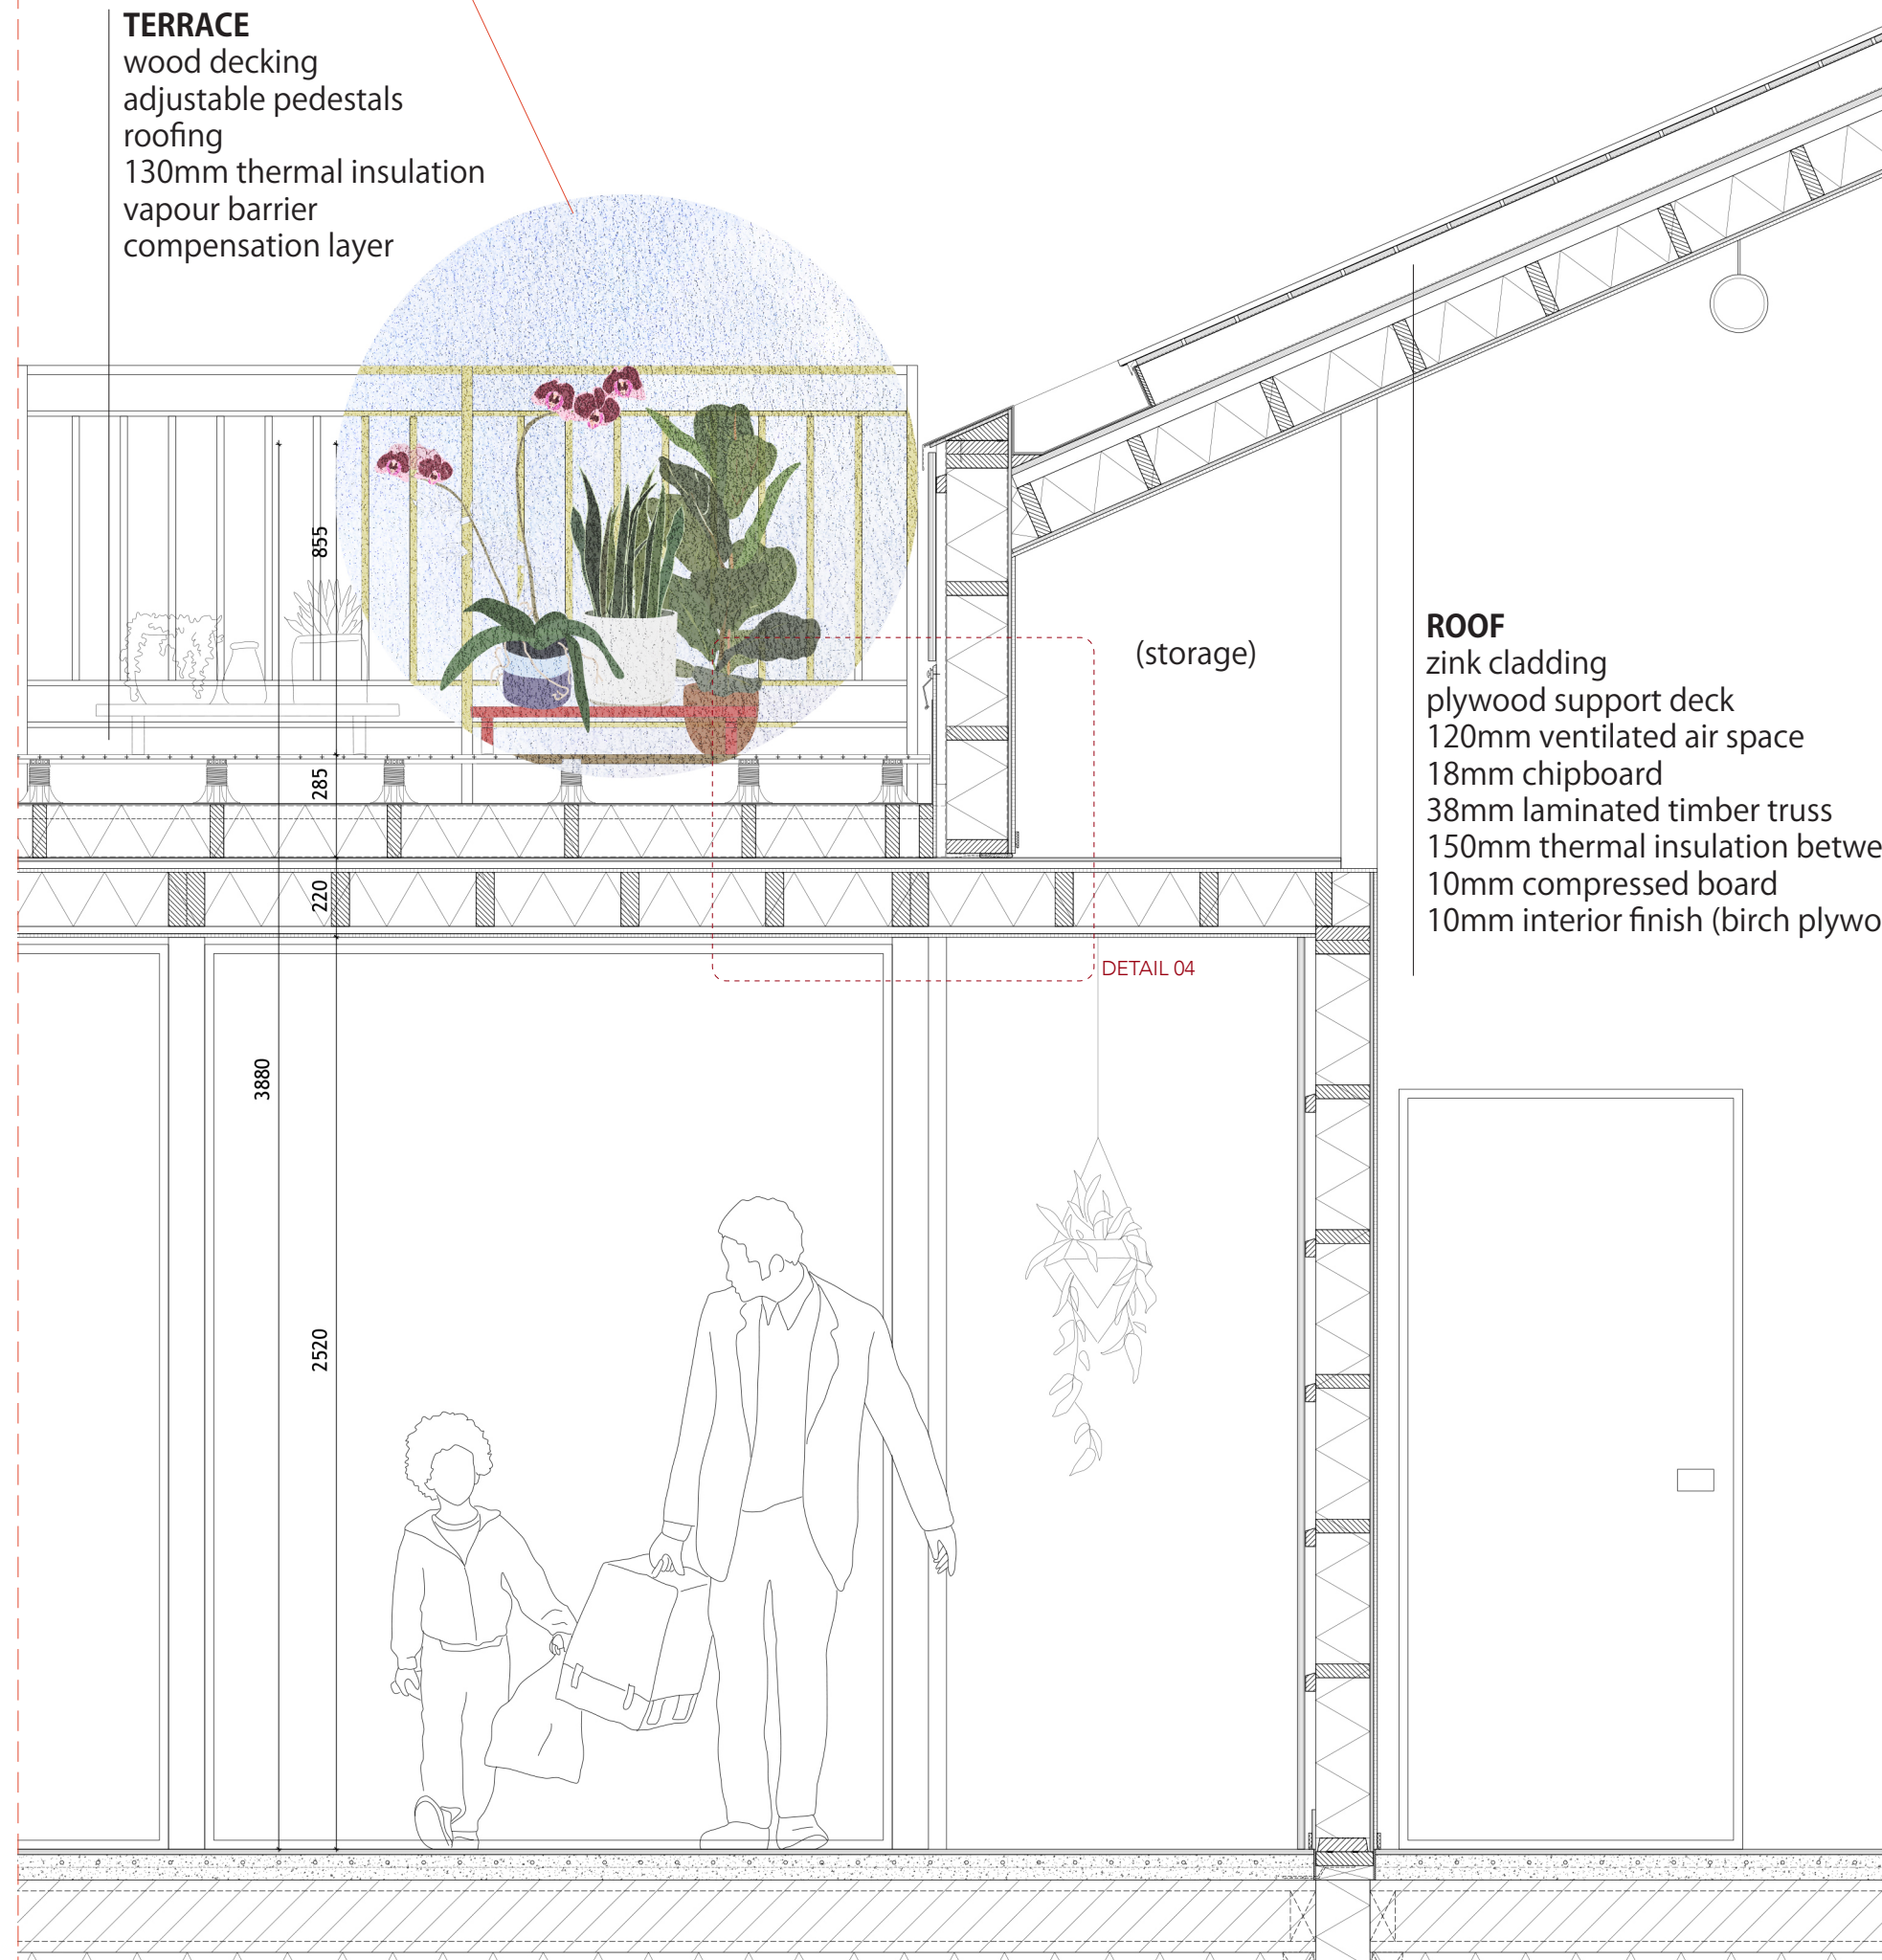 TERRACE
wood decking
adjustable pedestals
roofing
130mm thermal insulation
vapour barrier
compensation layer
855
(storage)
ROOF
zink cladding
plywood support deck
120mm ventilated air space
18mm chipboard
38mm laminated timber truss
150mm thermal insulation betwe
10mm compressed board
10mm interior finish (birch plywo
285
220
DETAIL 04
3880
2520